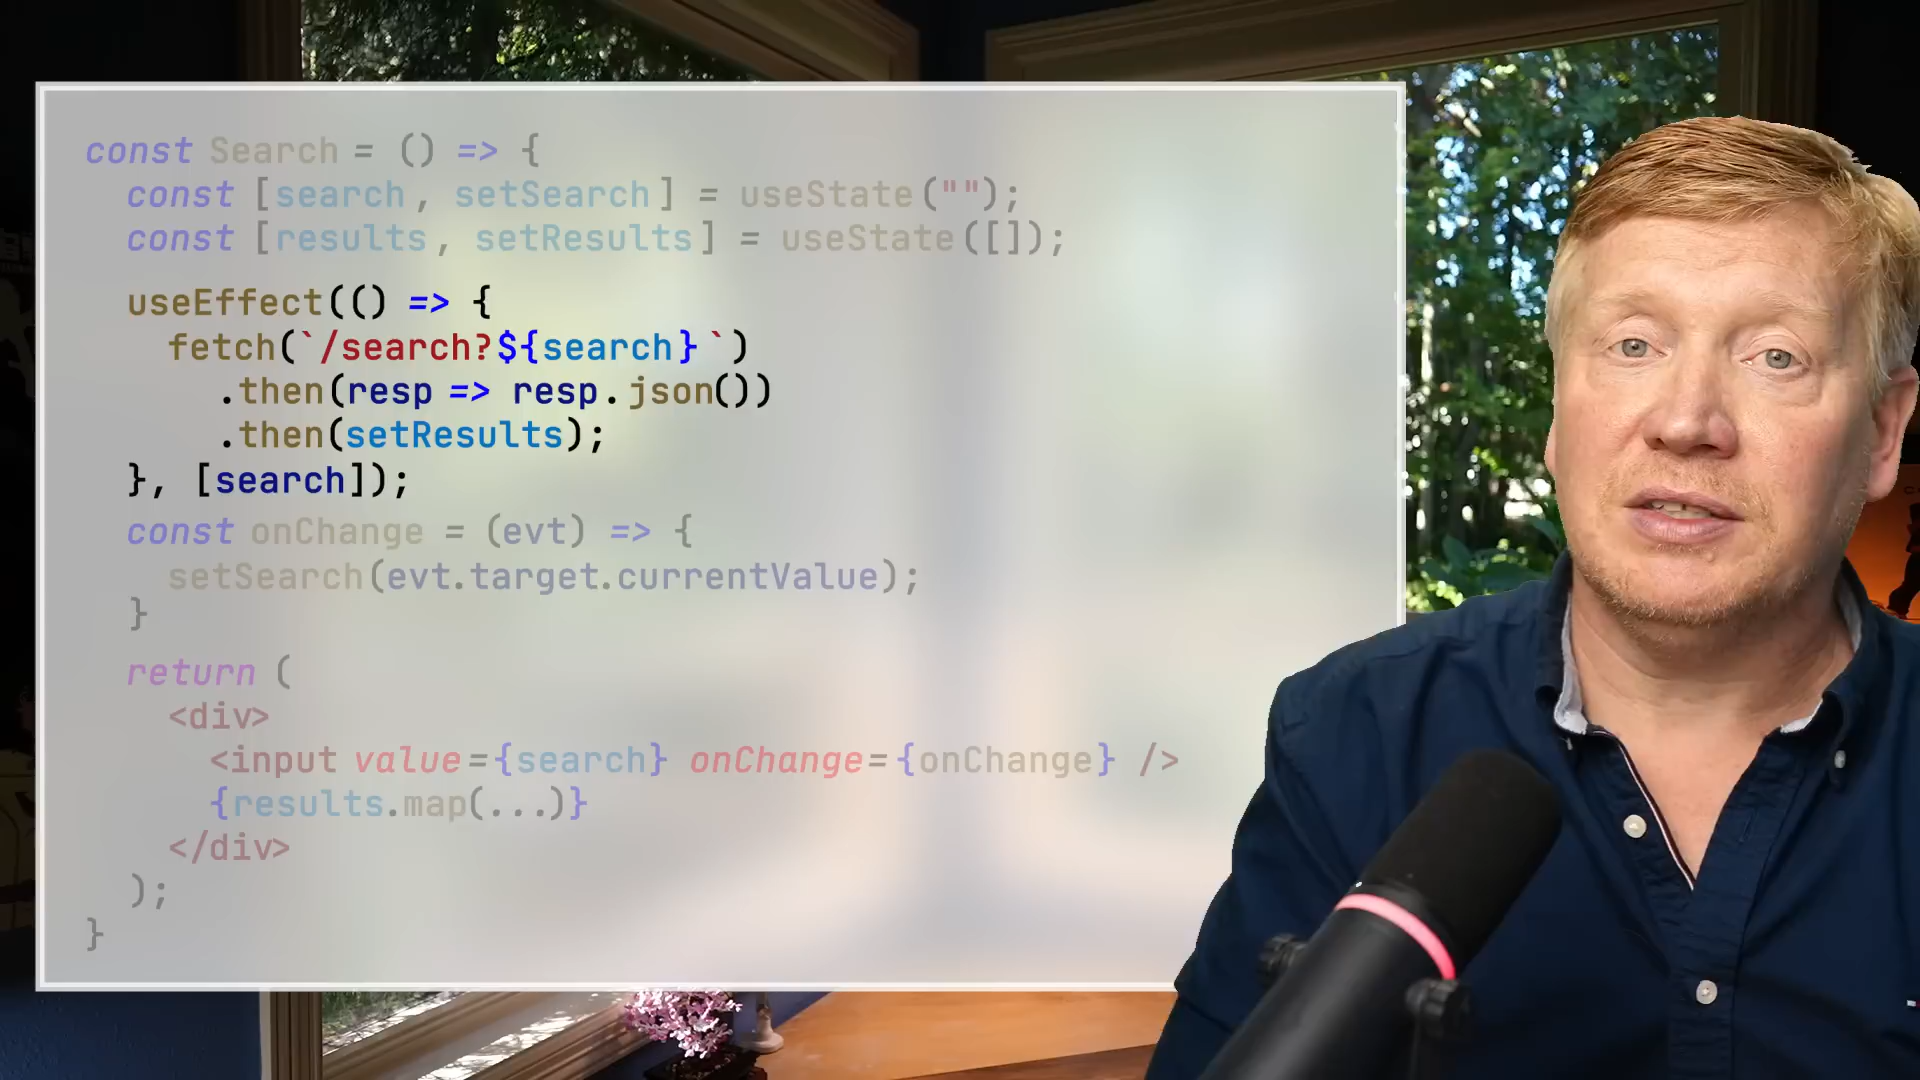 const Search = () => {
const [search, setSearch] = useState("");
const [results, setResults] = useState([]);
useEffect(() => {
fetch(`/search?${search}`)
.then(resp => resp.json())
.then(setResults);
}, [search]);
const onChange = (evt) => {
setSearch(evt.target.currentValue);
}
return (
<div>
<input value={search} onChange={onChange} />
{results.map(...)}
</div>
);
}